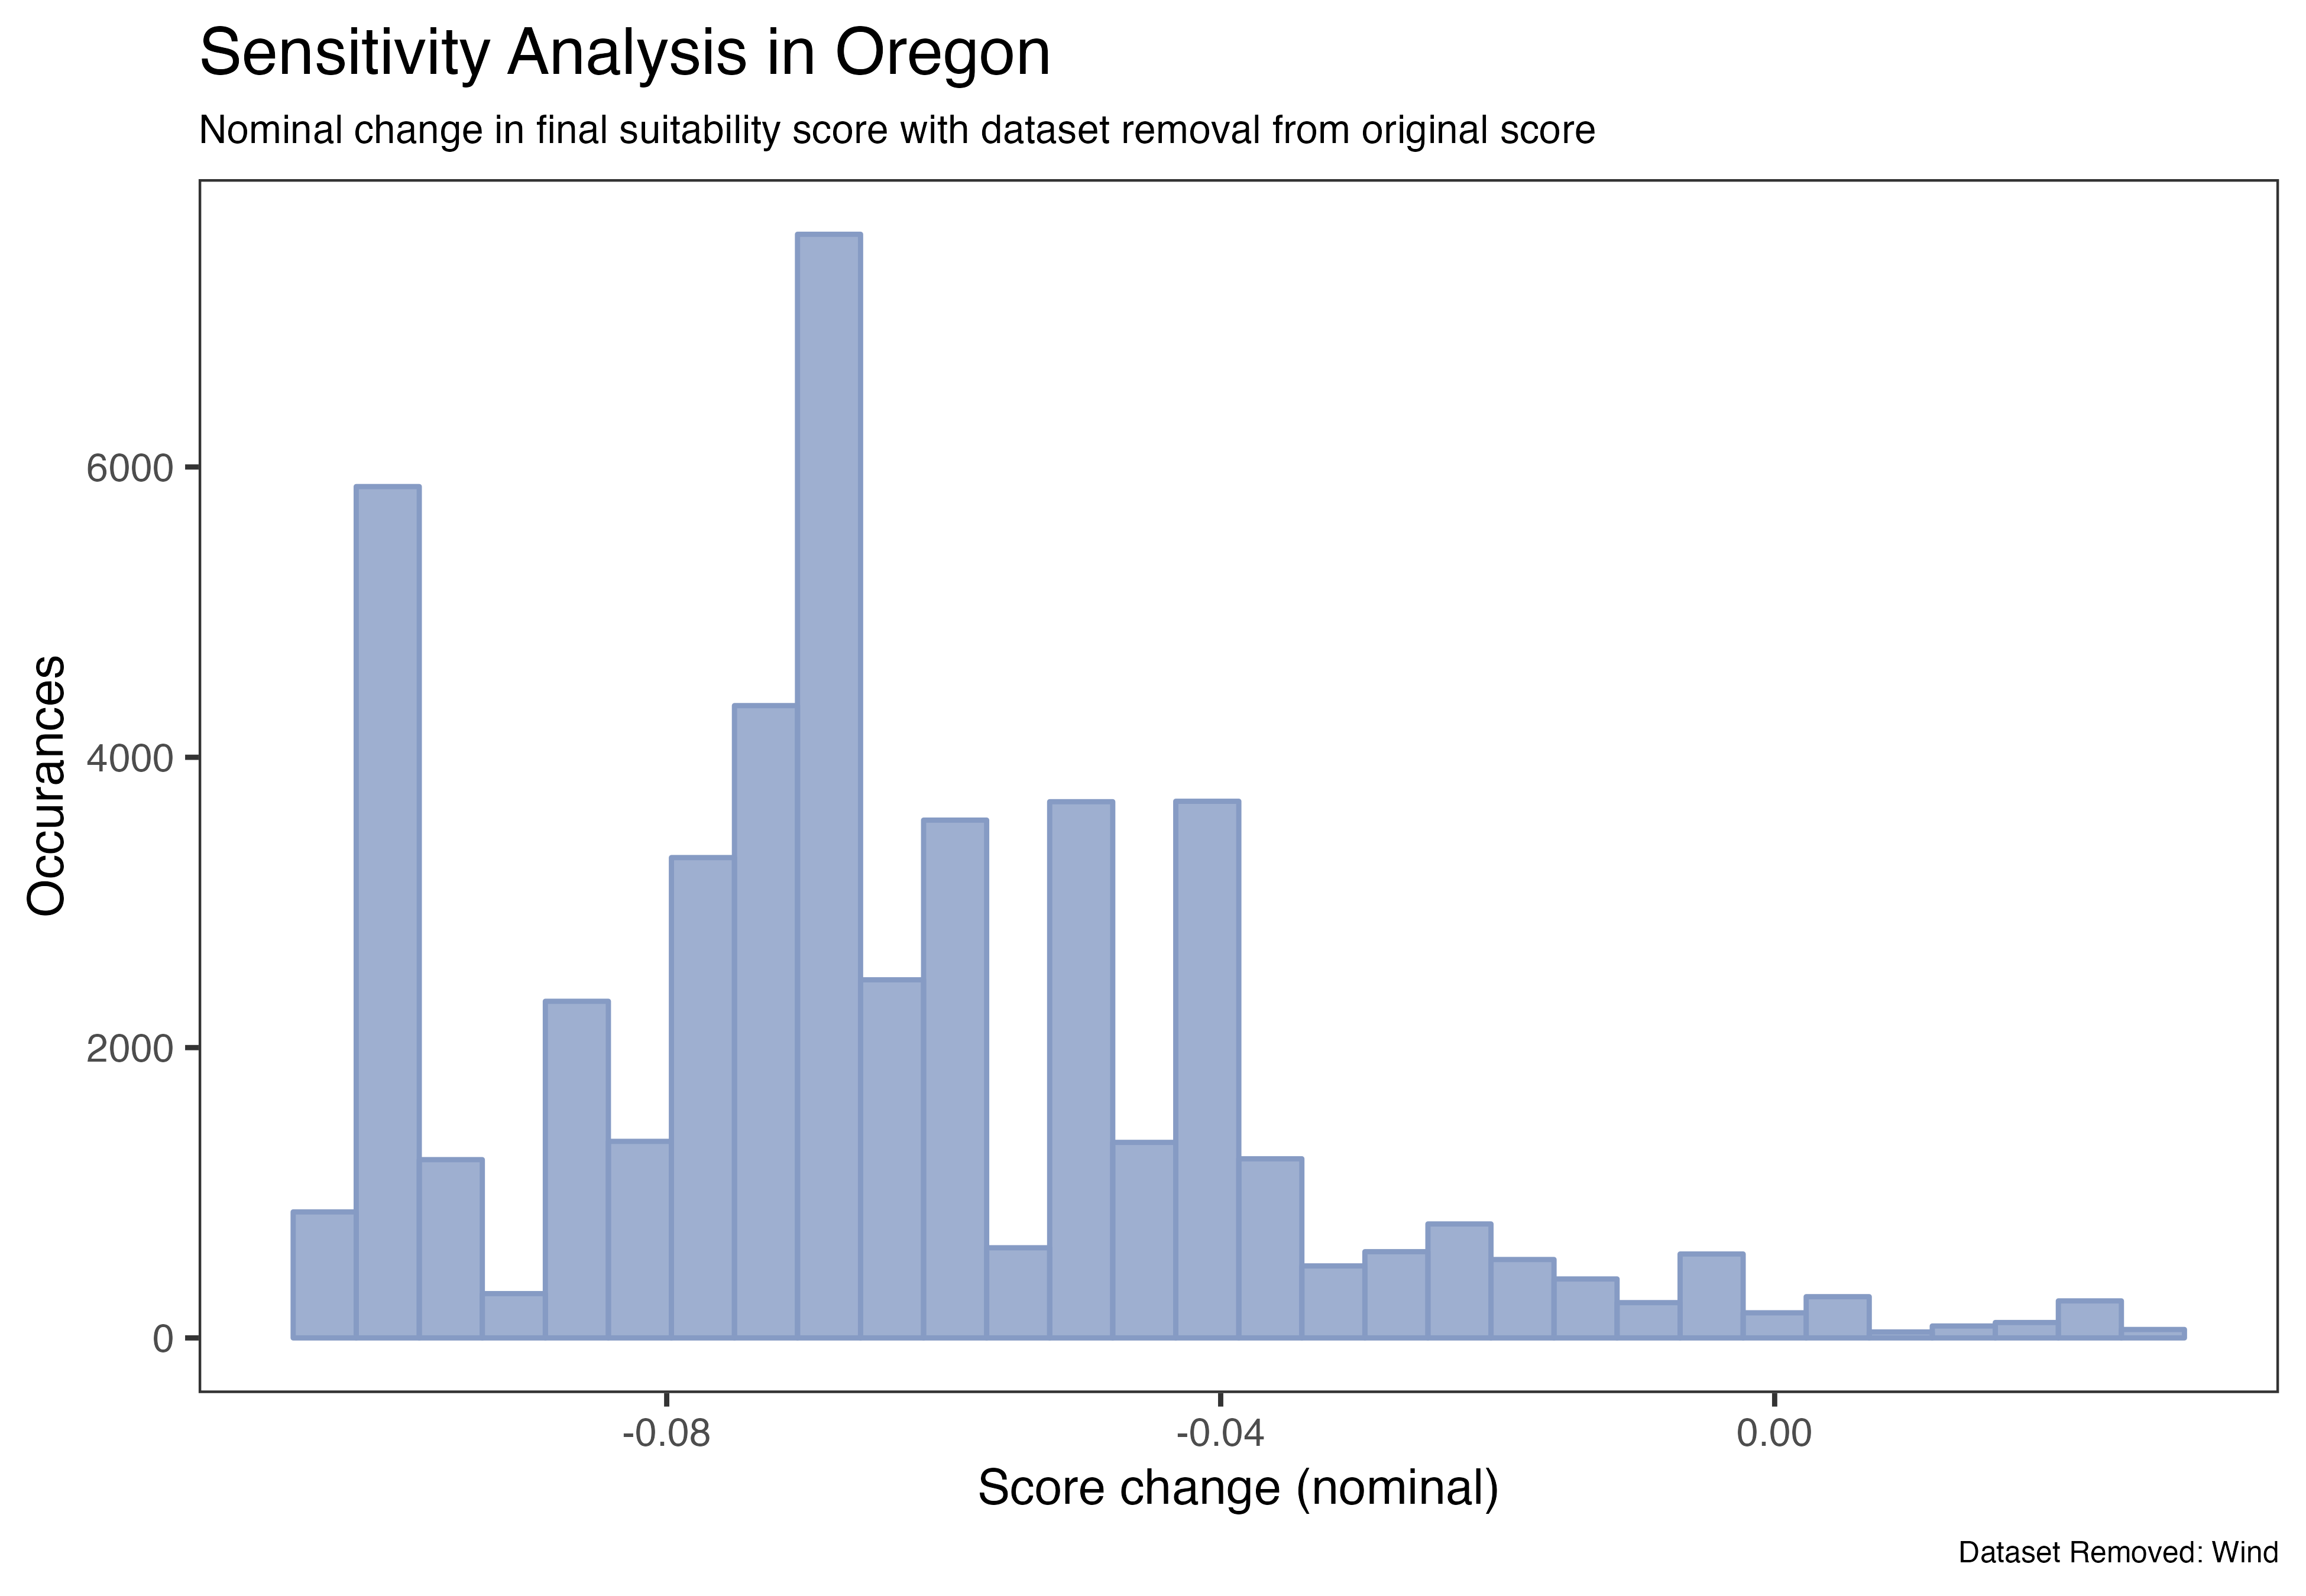 Sensitivity Analysis in Oregon
Nominal change in final suitability score with dataset removal from original score
Occurances
6000
4000
2000
0
-0.08
-0.04
0.00
Score change (nominal)
Dataset Removed: Wind